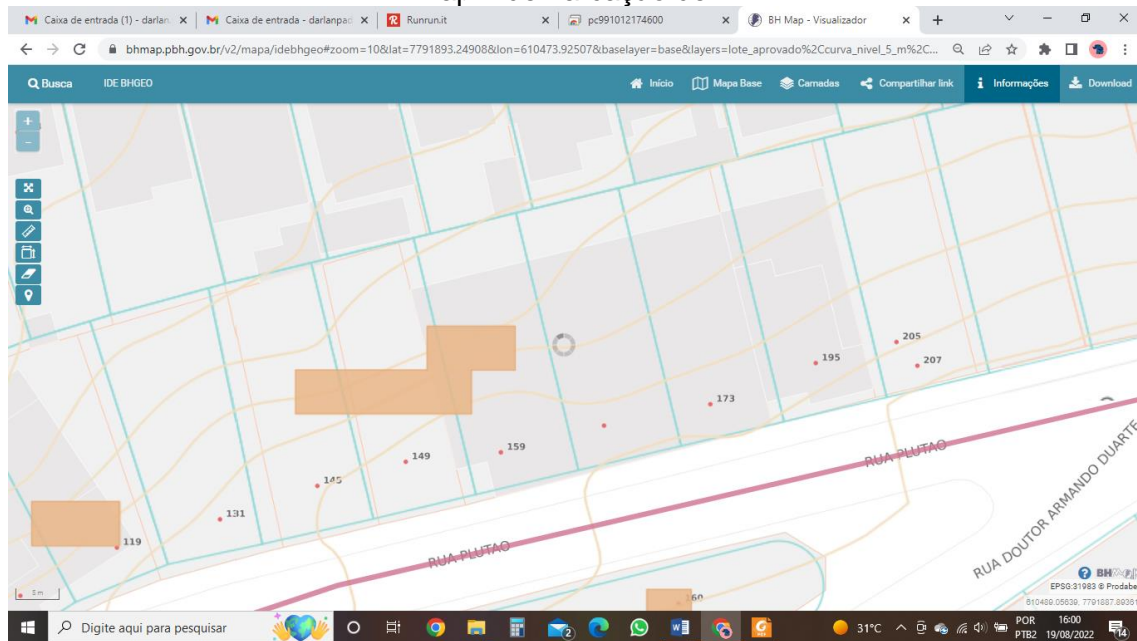 Caixa de entrada (1) - darlan
Caixa de entrada - darlanpad
Runrun.it
pc991012174600
BH Map - Visualizador
bhmap.pbh.gov.br/v2/mapa/idebhgeo#zoom=10&lat=7791893.24908&lon=610473.92507&baselayer=base&layers=lote_aprovado%2Ccurva_nivel_5_m%2C...
Busca
IDE BHGEO
Início
Mapa Base
Camadas
Compartilhar link
Informações
Download
205
207
195
173
159
149
145
131
119
160
RUA PLUTAO
RUA PLUTAO
RUA DOUTOR ARMANDO DUARTE
5 m
BH
EPSG:31983 © Prodabel
Digite aqui para pesquisar
31°C
POR
PTB2
16:00
19/08/2022